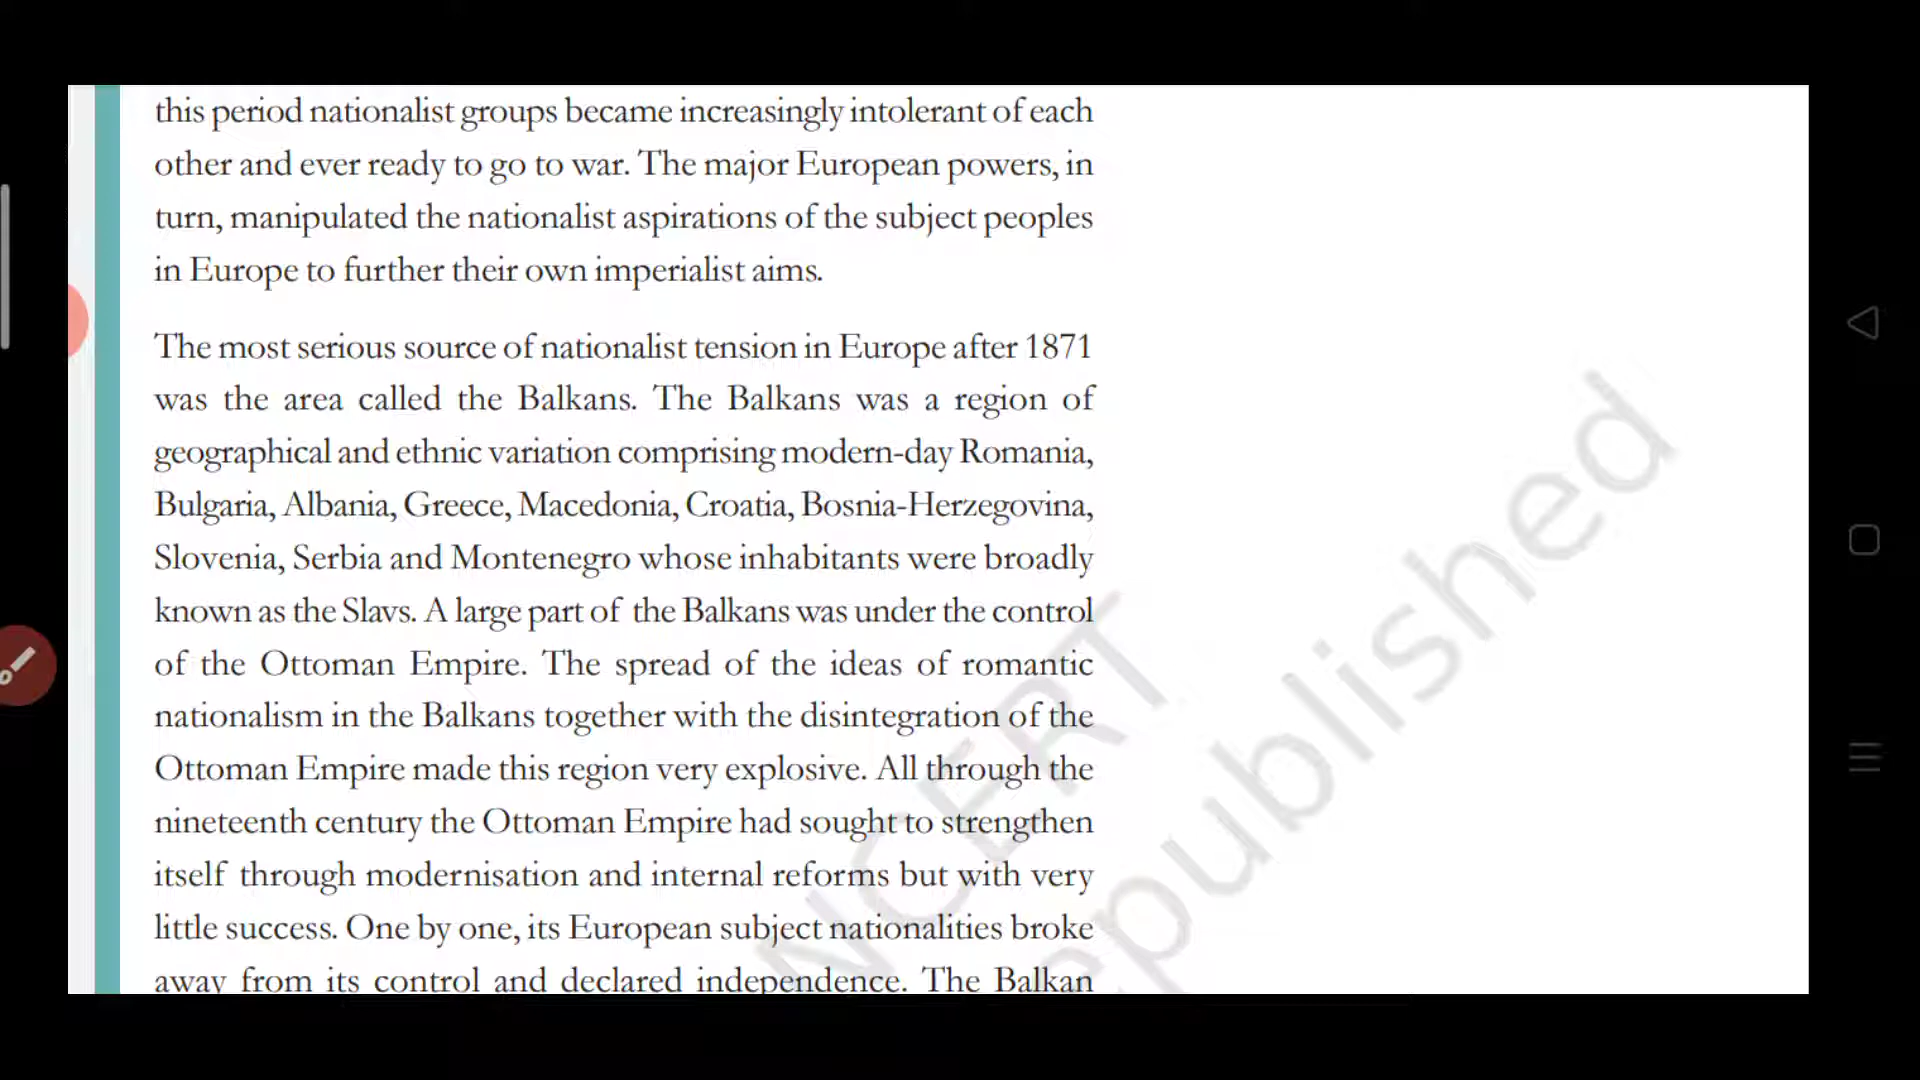 this period nationalist groups became increasingly intolerant of each
other and ever ready to go to war. The major European powers, in
turn, manipulated the nationalist aspirations of the subject peoples
in Europe to further their own imperialist aims.
The most serious source of nationalist tension in Europe after 1871
was the area called the Balkans. The Balkans was a region of
geographical and ethnic variation comprising modern-day Romania,
Bulgaria, Albania, Greece, Macedonia, Croatia, Bosnia-Herzegovina,
Slovenia, Serbia and Montenegro whose inhabitants were broadly
known as the Slavs. A large part of the Balkans was under the control
of the Ottoman Empire. The spread of the ideas of romantic
nationalism in the Balkans together with the disintegration of the
Ottoman Empire made this region very explosive. All through the
nineteenth century the Ottoman Empire had sought to strengthen
itself through modernisation and internal reforms but with very
little success. One by one, its European subject nationalities broke
away from its control and declared independence. The Balkan
NCERT
epublished